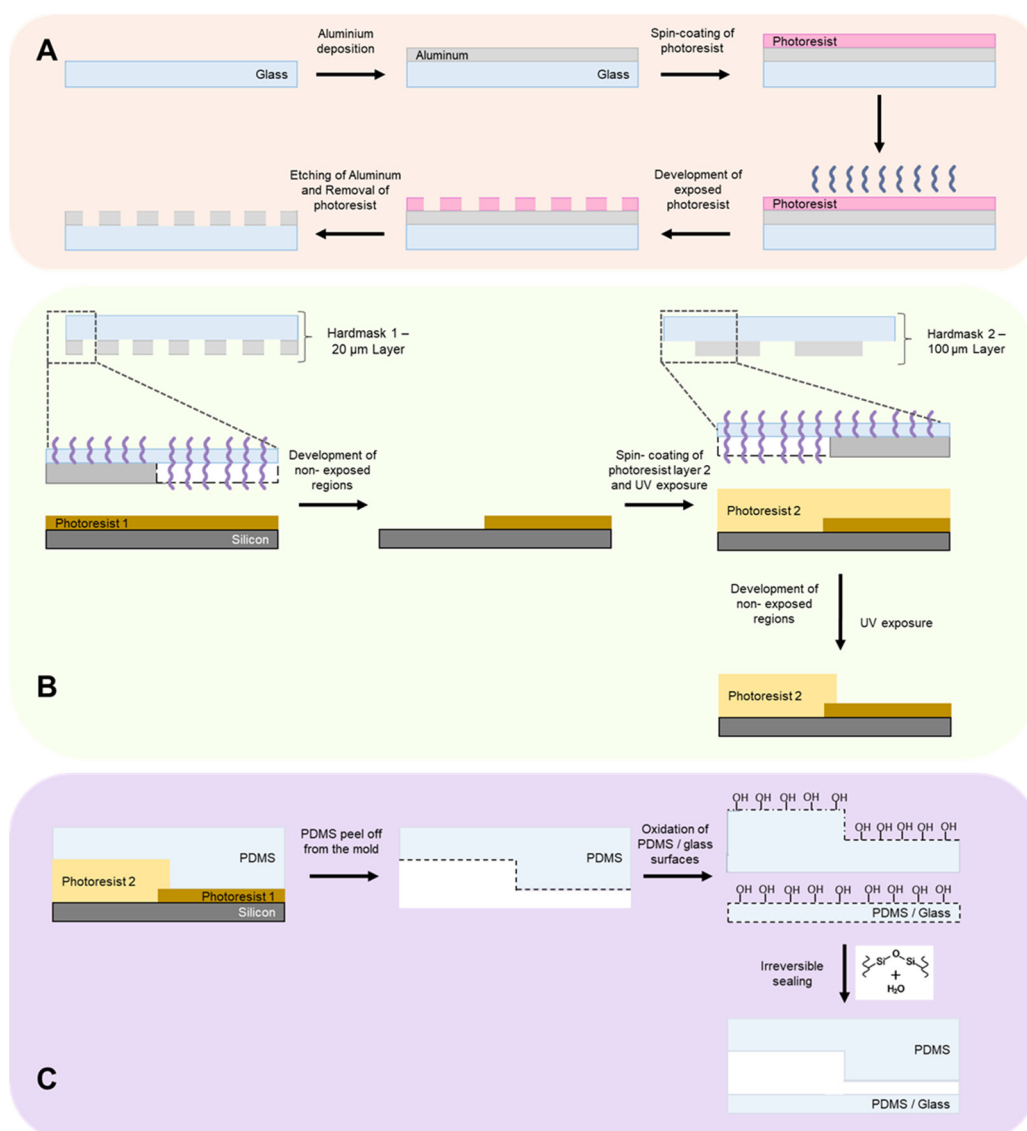 A
Glass
Aluminium
deposition
Aluminum
Glass
Spin-coating of
photoresist
Photoresist
Etching of Aluminum
and Removal of
photoresist
Development of
exposed
photoresist
Photoresist
Hardmask 1 –
20 µm Layer
Hardmask 2 –
100 µm Layer
Development of
non- exposed
regions
Photoresist 1
Silicon
Spin- coating of
photoresist layer 2
and UV exposure
Photoresist 2
Development of
non- exposed
regions
UV exposure
B
Photoresist 2
PDMS
Photoresist 2
Photoresist 1
Silicon
PDMS peel off
from the mold
PDMS
Oxidation of
PDMS / glass
surfaces
OH OH OH OH OH
OH OH OH OH OH
OH OH OH OH OH OH OH OH OH
PDMS / Glass
Irreversible
sealing
Si O Si
+
H₂O
PDMS
PDMS / Glass
C